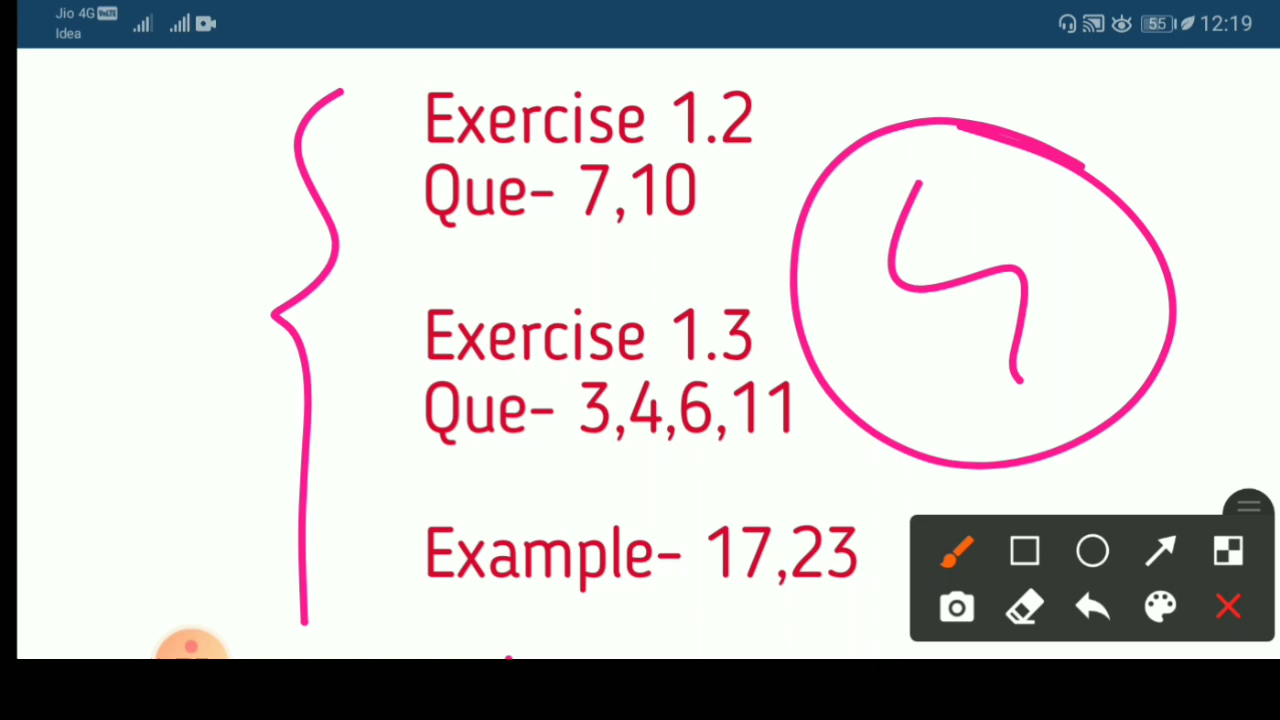 Jio 4G VoLTE
Idea
55
12:19
Exercise 1.2
Que- 7,10
Exercise 1.3
Que- 3,4,6,11
Example- 17,23